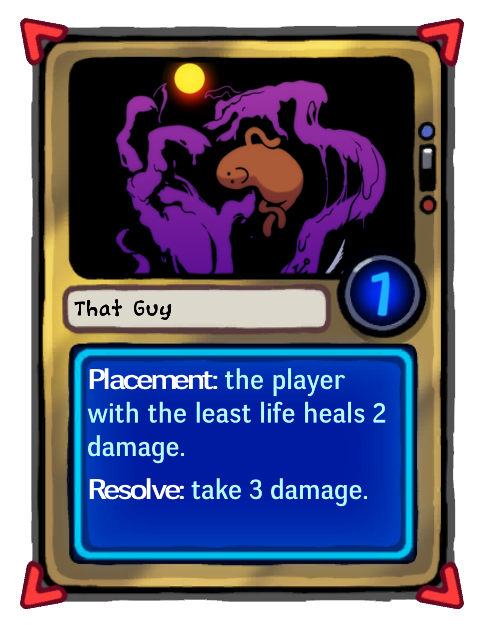 1
That Guy
Placement: the player
with the least life heals 2
damage.
Resolve: take 3 damage.